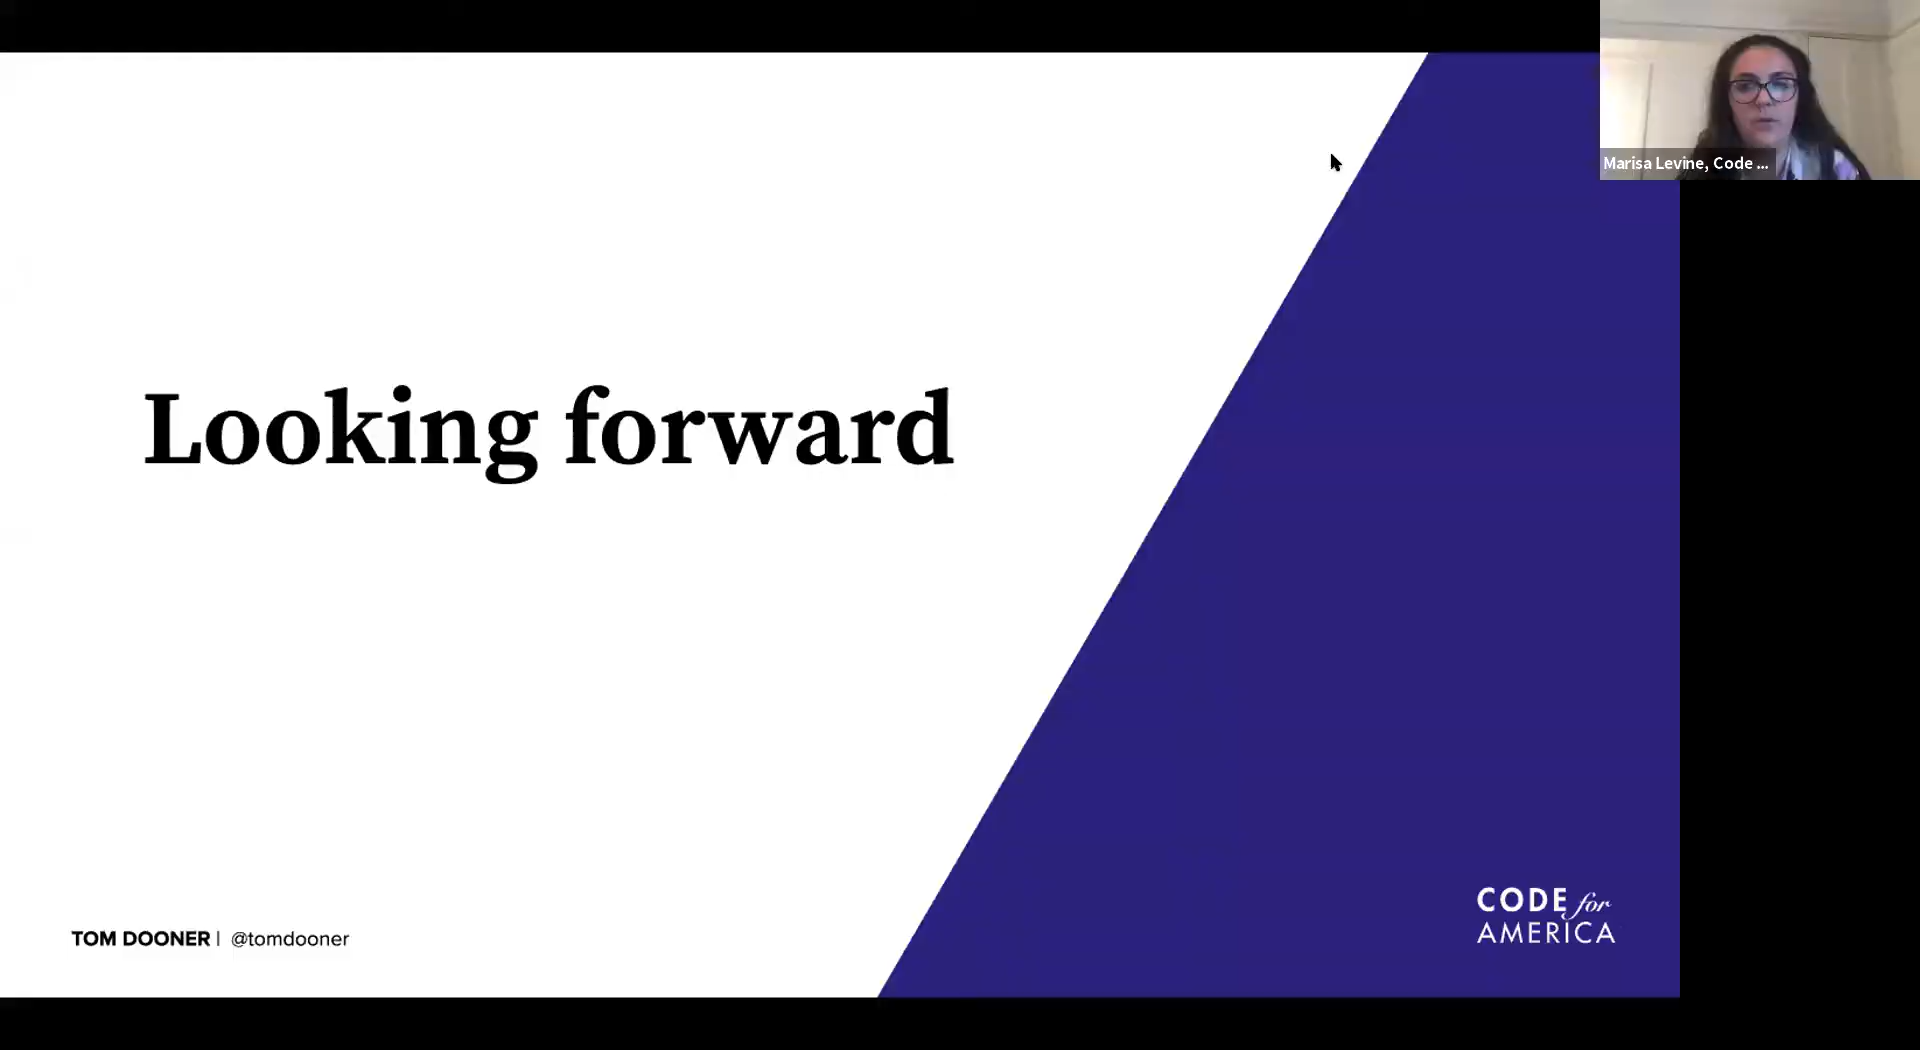 Marisa Levine, Code ...
Looking forward
TOM DOONER | @tomdooner
CODE for
AMERICA